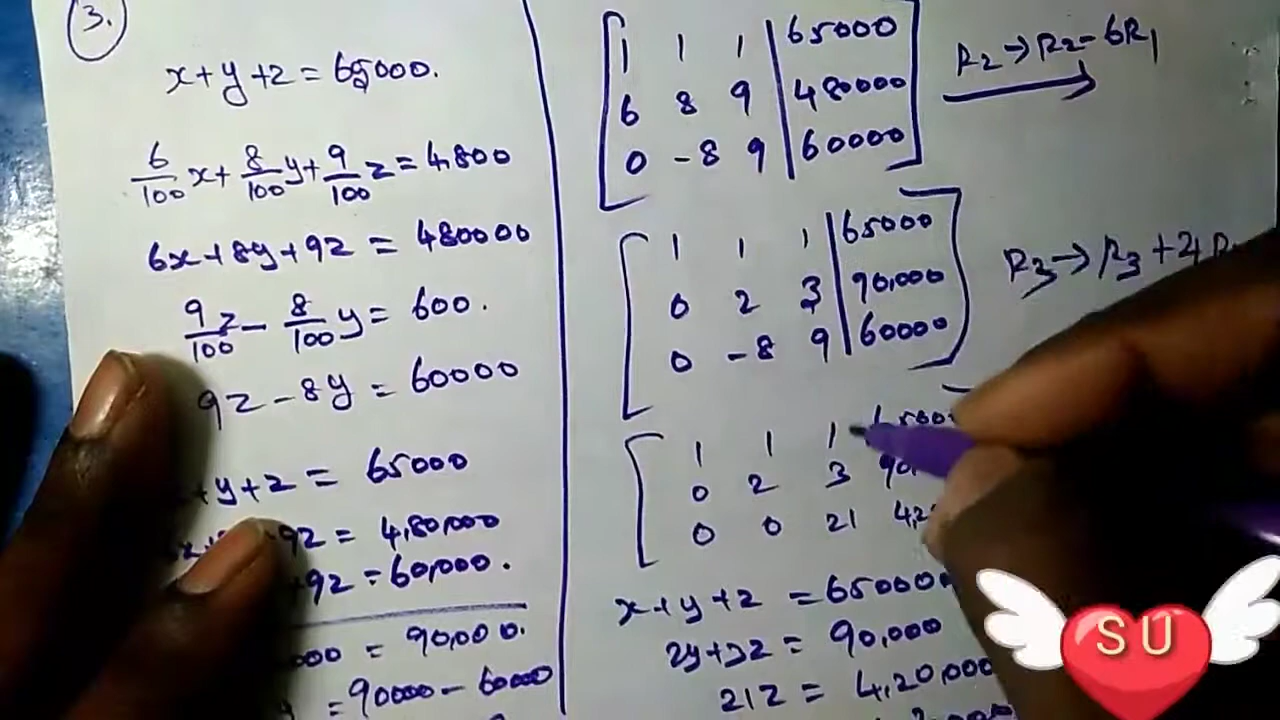 3.
x+y+z = 65000.
6/100 x + 8/100 y + 9/100 z = 4,800
6x+8y+9z = 480000
9z/100 - 8/100 y = 600.
9z - 8y = 60000
+y+z = 65000
9z = 4,80,000
+9z = 60,000.
000 = 90,000.
= 90000 - 60000
1 1 1 | 65000
6 8 9 | 480000
0 -8 9 | 60000
R2 → R2 - 6R1
1 1 1 | 65000
0 2 3 | 90,000
0 -8 9 | 60000
R3 → R3 + 4
1 1 1
0 2 3
0 0 21
x+y+z = 65000
2y+3z = 90,000
21z = 4,20,000
SU